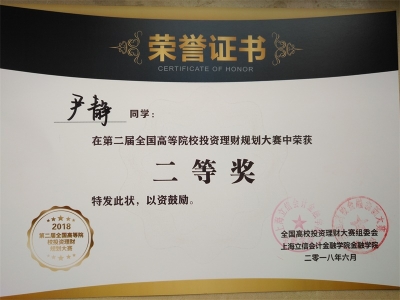 荣誉证书
CERTIFICATE OF HONOR
尹静 同学：
在第二届全国高等院校投资理财规划大赛中荣获
二等奖
特发此状，以资鼓励。
2018
第二届全国高等院
校投资理财
规划大赛
全国高校投资理财大赛组委会
上海立信会计金融学院金融学院
二零一八年六月